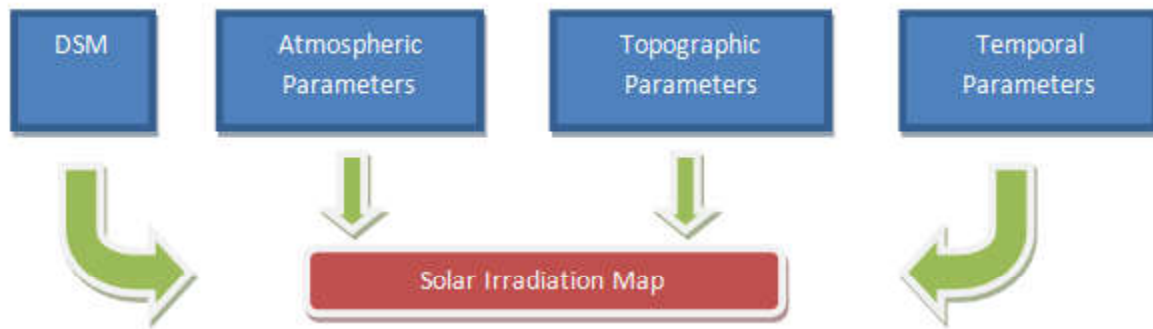 DSM
Atmospheric
Parameters
Topographic
Parameters
Temporal
Parameters
Solar Irradiation Map